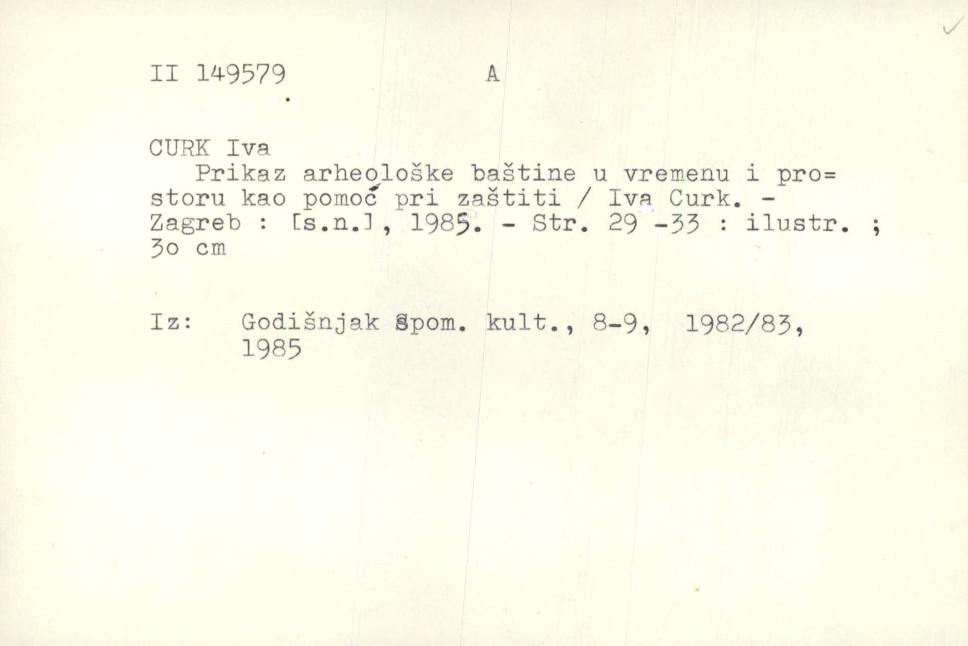 II 149579 A
CURK Iva
Prikaz arheološke baštine u vremenu i pro=
storu kao pomoć pri zaštiti / Iva Curk. -
Zagreb : [s.n.], 1985. - Str. 29 -33 : ilustr. ;
30 cm
Iz: Godišnjak Spom. kult., 8-9, 1982/83,
1985